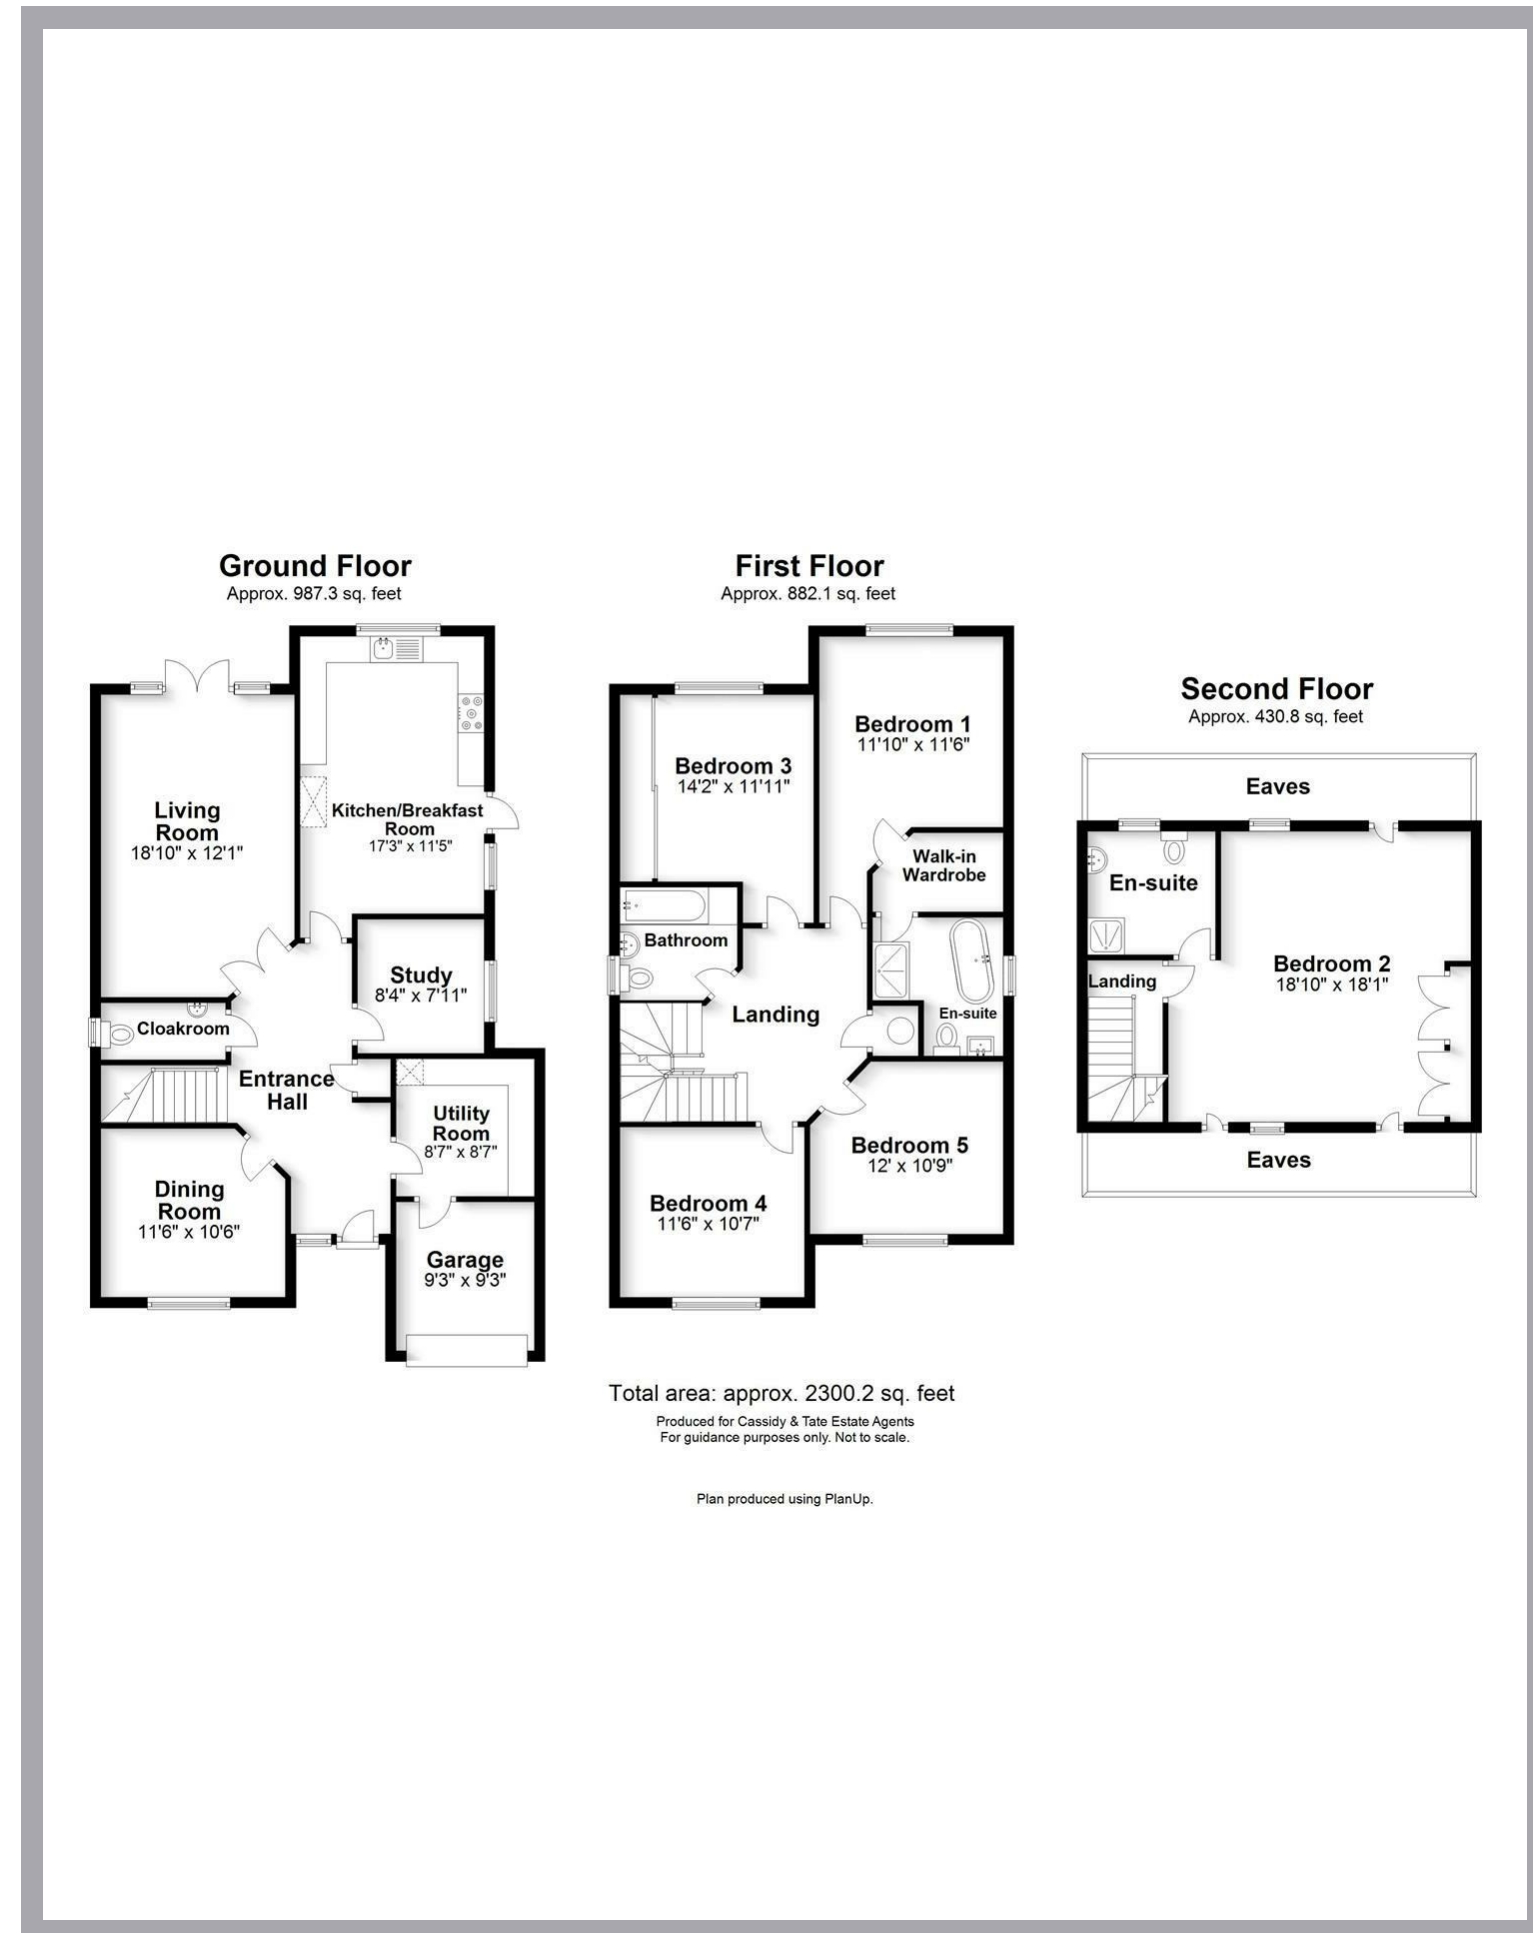 Ground Floor
Approx. 987.3 sq. feet
Living
Room
18'10" x 12'1"
Kitchen/Breakfast
Room
17'3" x 11'5"
Study
8'4" x 7'11"
Cloakroom
Entrance
Hall
Utility
Room
8'7" x 8'7"
Dining
Room
11'6" x 10'6"
Garage
9'3" x 9'3"
First Floor
Approx. 882.1 sq. feet
Bedroom 1
11'10" x 11'6"
Bedroom 3
14'2" x 11'11"
Walk-in
Wardrobe
Bathroom
Landing
En-suite
Bedroom 5
12' x 10'9"
Bedroom 4
11'6" x 10'7"
Second Floor
Approx. 430.8 sq. feet
Eaves
En-suite
Bedroom 2
18'10" x 18'1"
Landing
Eaves
Total area: approx. 2300.2 sq. feet
Produced for Cassidy & Tate Estate Agents
For guidance purposes only. Not to scale.
Plan produced using PlanUp.